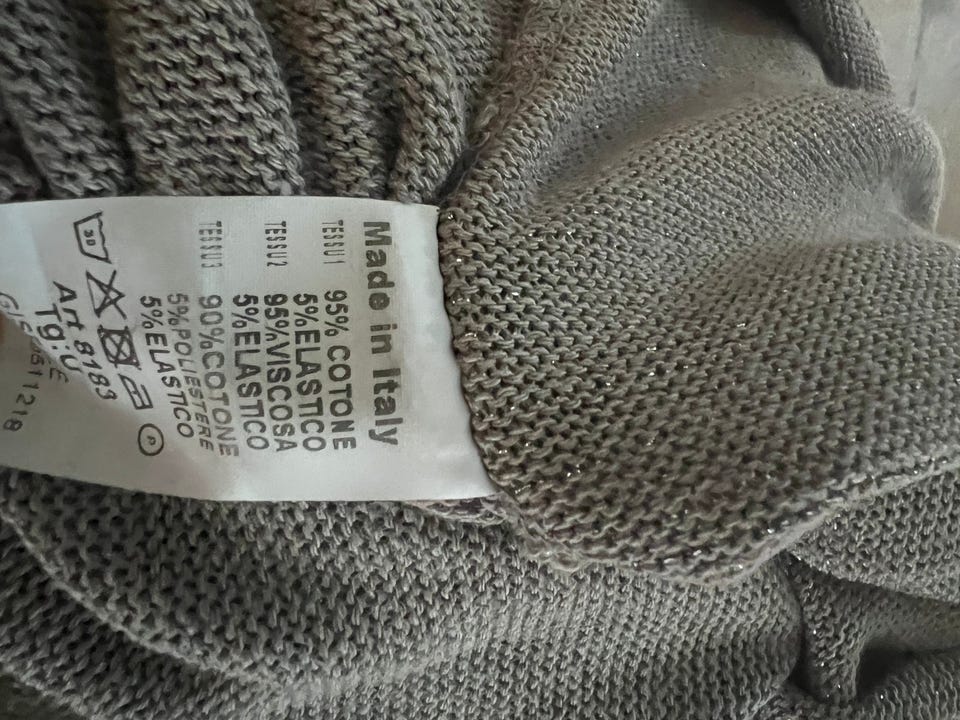 Made in Italy
TESSU1 95% COTONE
5%ELASTICO
TESSU2 95%VISCOSA
5%ELASTICO
TESSU3 90%COTONE
5%POLIESTERE
5%ELASTICO
30
P
Art 8183
Tg:U